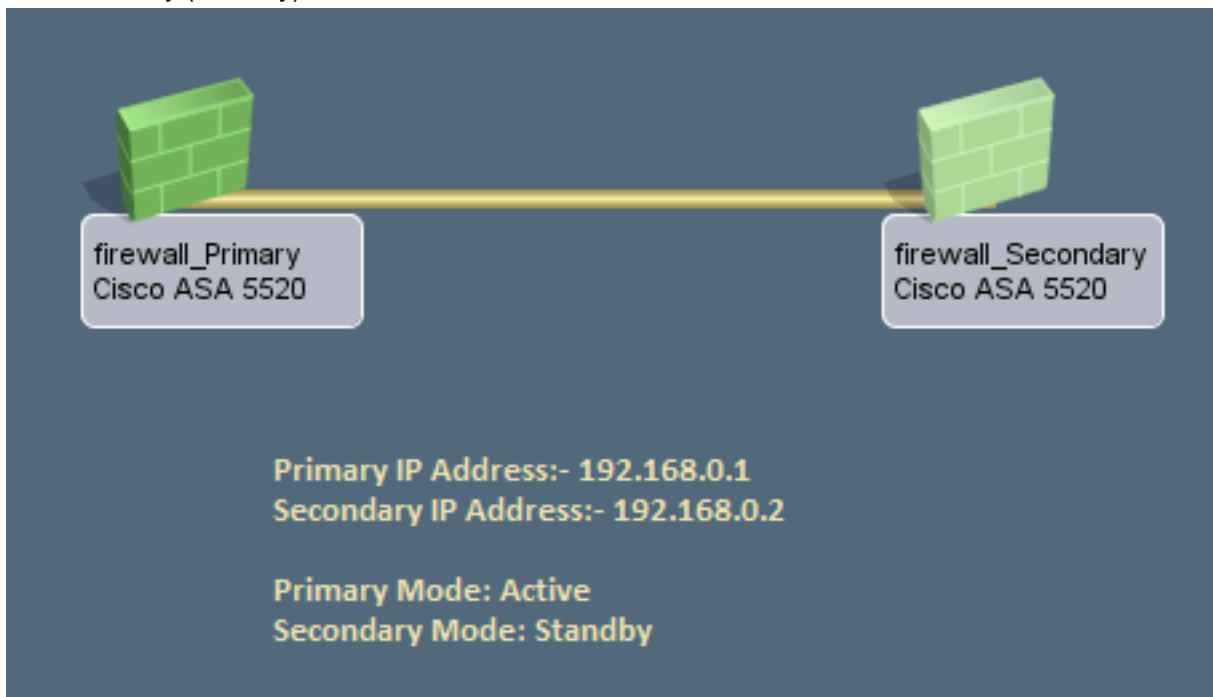 firewall_Primary
Cisco ASA 5520
firewall_Secondary
Cisco ASA 5520
Primary IP Address:- 192.168.0.1
Secondary IP Address:- 192.168.0.2
Primary Mode: Active
Secondary Mode: Standby